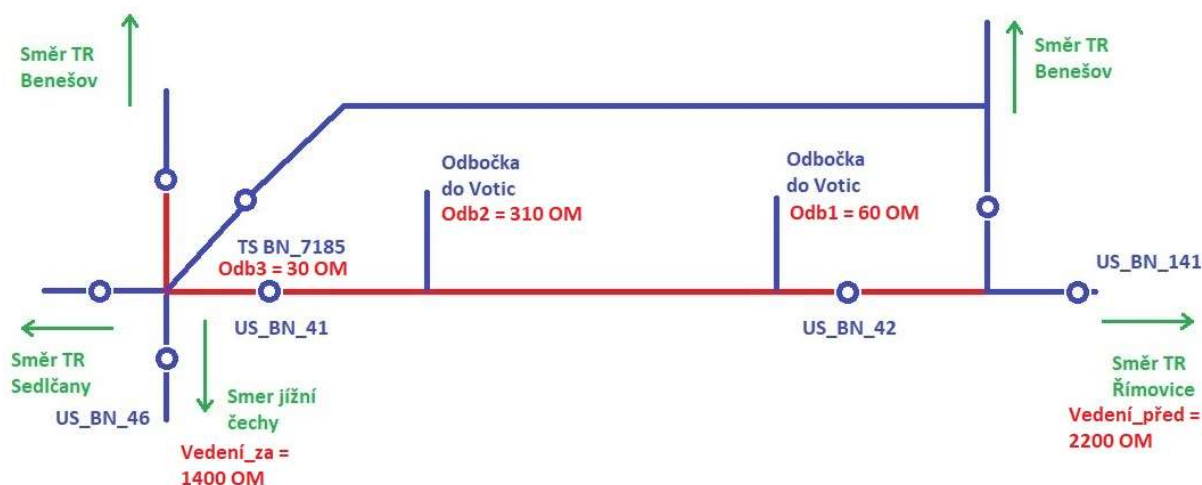 Směr TR
Benešov
Směr TR
Benešov
Odbočka
do Votic
Odb2 = 310 OM
Odbočka
do Votic
Odb1 = 60 OM
TS BN_7185
Odb3 = 30 OM
US_BN_141
US_BN_41
US_BN_42
Směr TR
Sedlčany
US_BN_46
Smer jížní
čechy
Vedení_za =
1400 OM
Směr TR
Římovice
Vedení_před =
2200 OM